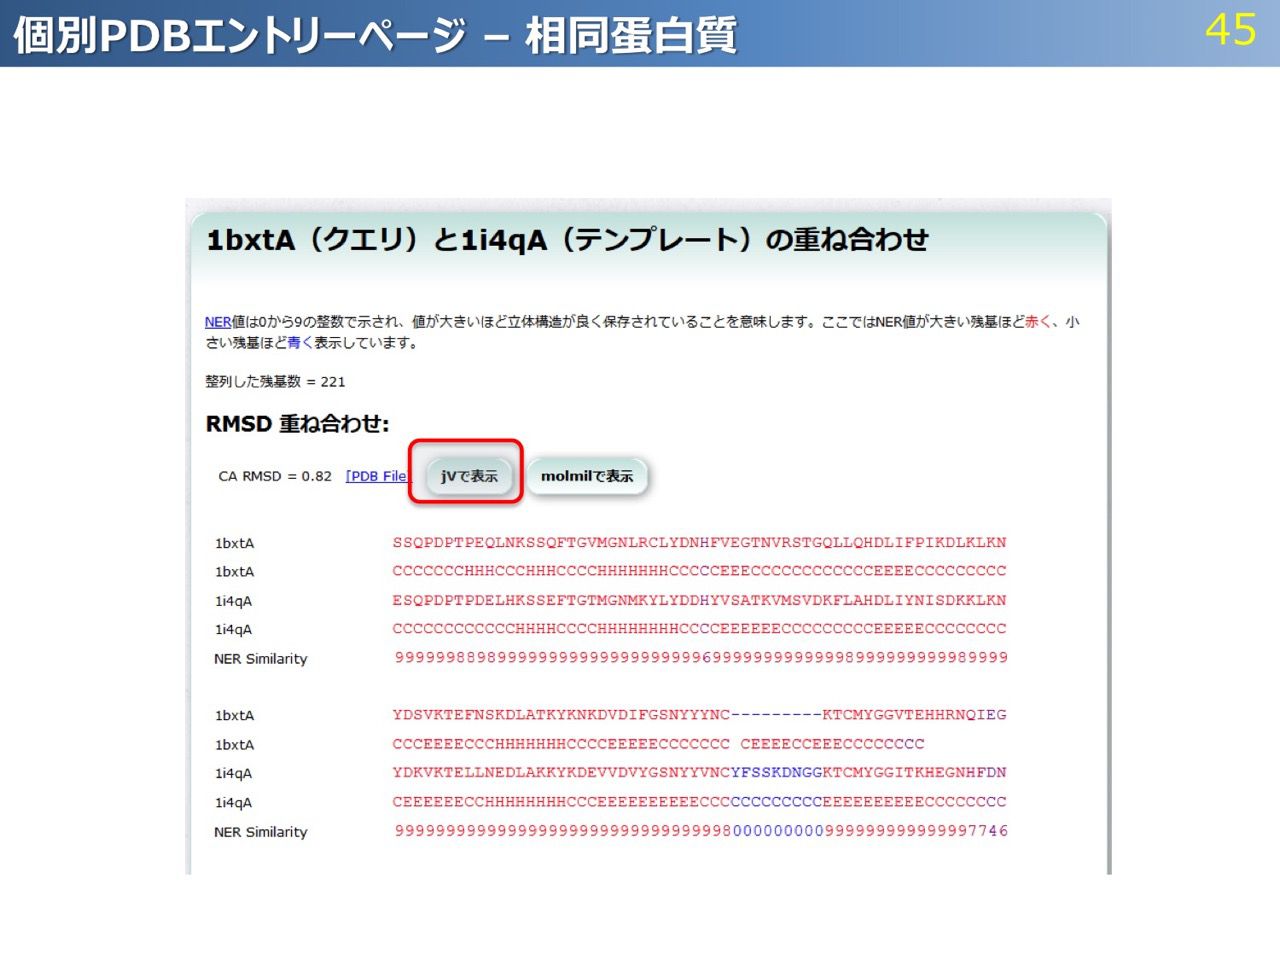 個別PDBエントリーページ – 相同蛋白質
45
1bxtA（クエリ）と1i4qA（テンプレート）の重ね合わせ
NER値は0から9の整数で示され、値が大きいほど立体構造が良く保存されていることを意味します。ここではNER値が大きい残基ほど赤く、小
さい残基ほど青く表示しています。
整列した残基数 = 221
RMSD 重ね合わせ:
CA RMSD = 0.82 [PDB File] jVで表示 molmilで表示
1bxtA SSQPDPTPEQLNKSSQFTGVMGNLRCLYDNHFVEGTNVRSTGQLLQHDLIFPIKDLKLKN
1bxtA CCCCCCCHHHCCCHHHCCCCHHHHHHHCCCCCEEECCCCCCCCCCCCEEEECCCCCCCCC
1i4qA ESQPDPTPDELHKSSEFTGTMGNMKYLYDDHYVSATKVMSVDKFLAHDLIYNISDKKLKN
1i4qA CCCCCCCCCCCCHHHHCCCCHHHHHHHHCCCCEEEEEECCCCCCCCCEEEEECCCCCCCC
NER Similarity 999999889899999999999999999999699999999999998999999999989999
1bxtA YDSVKTEFNSKDLATKYKNKDVDIFGSNYYYNC---------KTCMYGGVTEHHRNQIEG
1bxtA CCCEEEECCCHHHHHHHCCCCEEEEECCCCCCC CEEEECCEEECCCCCCCC
1i4qA YDKVKTELLNEDLAKKYKDEVVDVYGSNYYVNCYFSSKDNGGKTCMYGGITKHEGNHFDN
1i4qA CEEEEEECCHHHHHHHHCCCEEEEEEEEEECCCCCCCCCCCCEEEEEEEEEECCCCCCCC
NER Similarity 999999999999999999999999999999998000000000999999999999997746